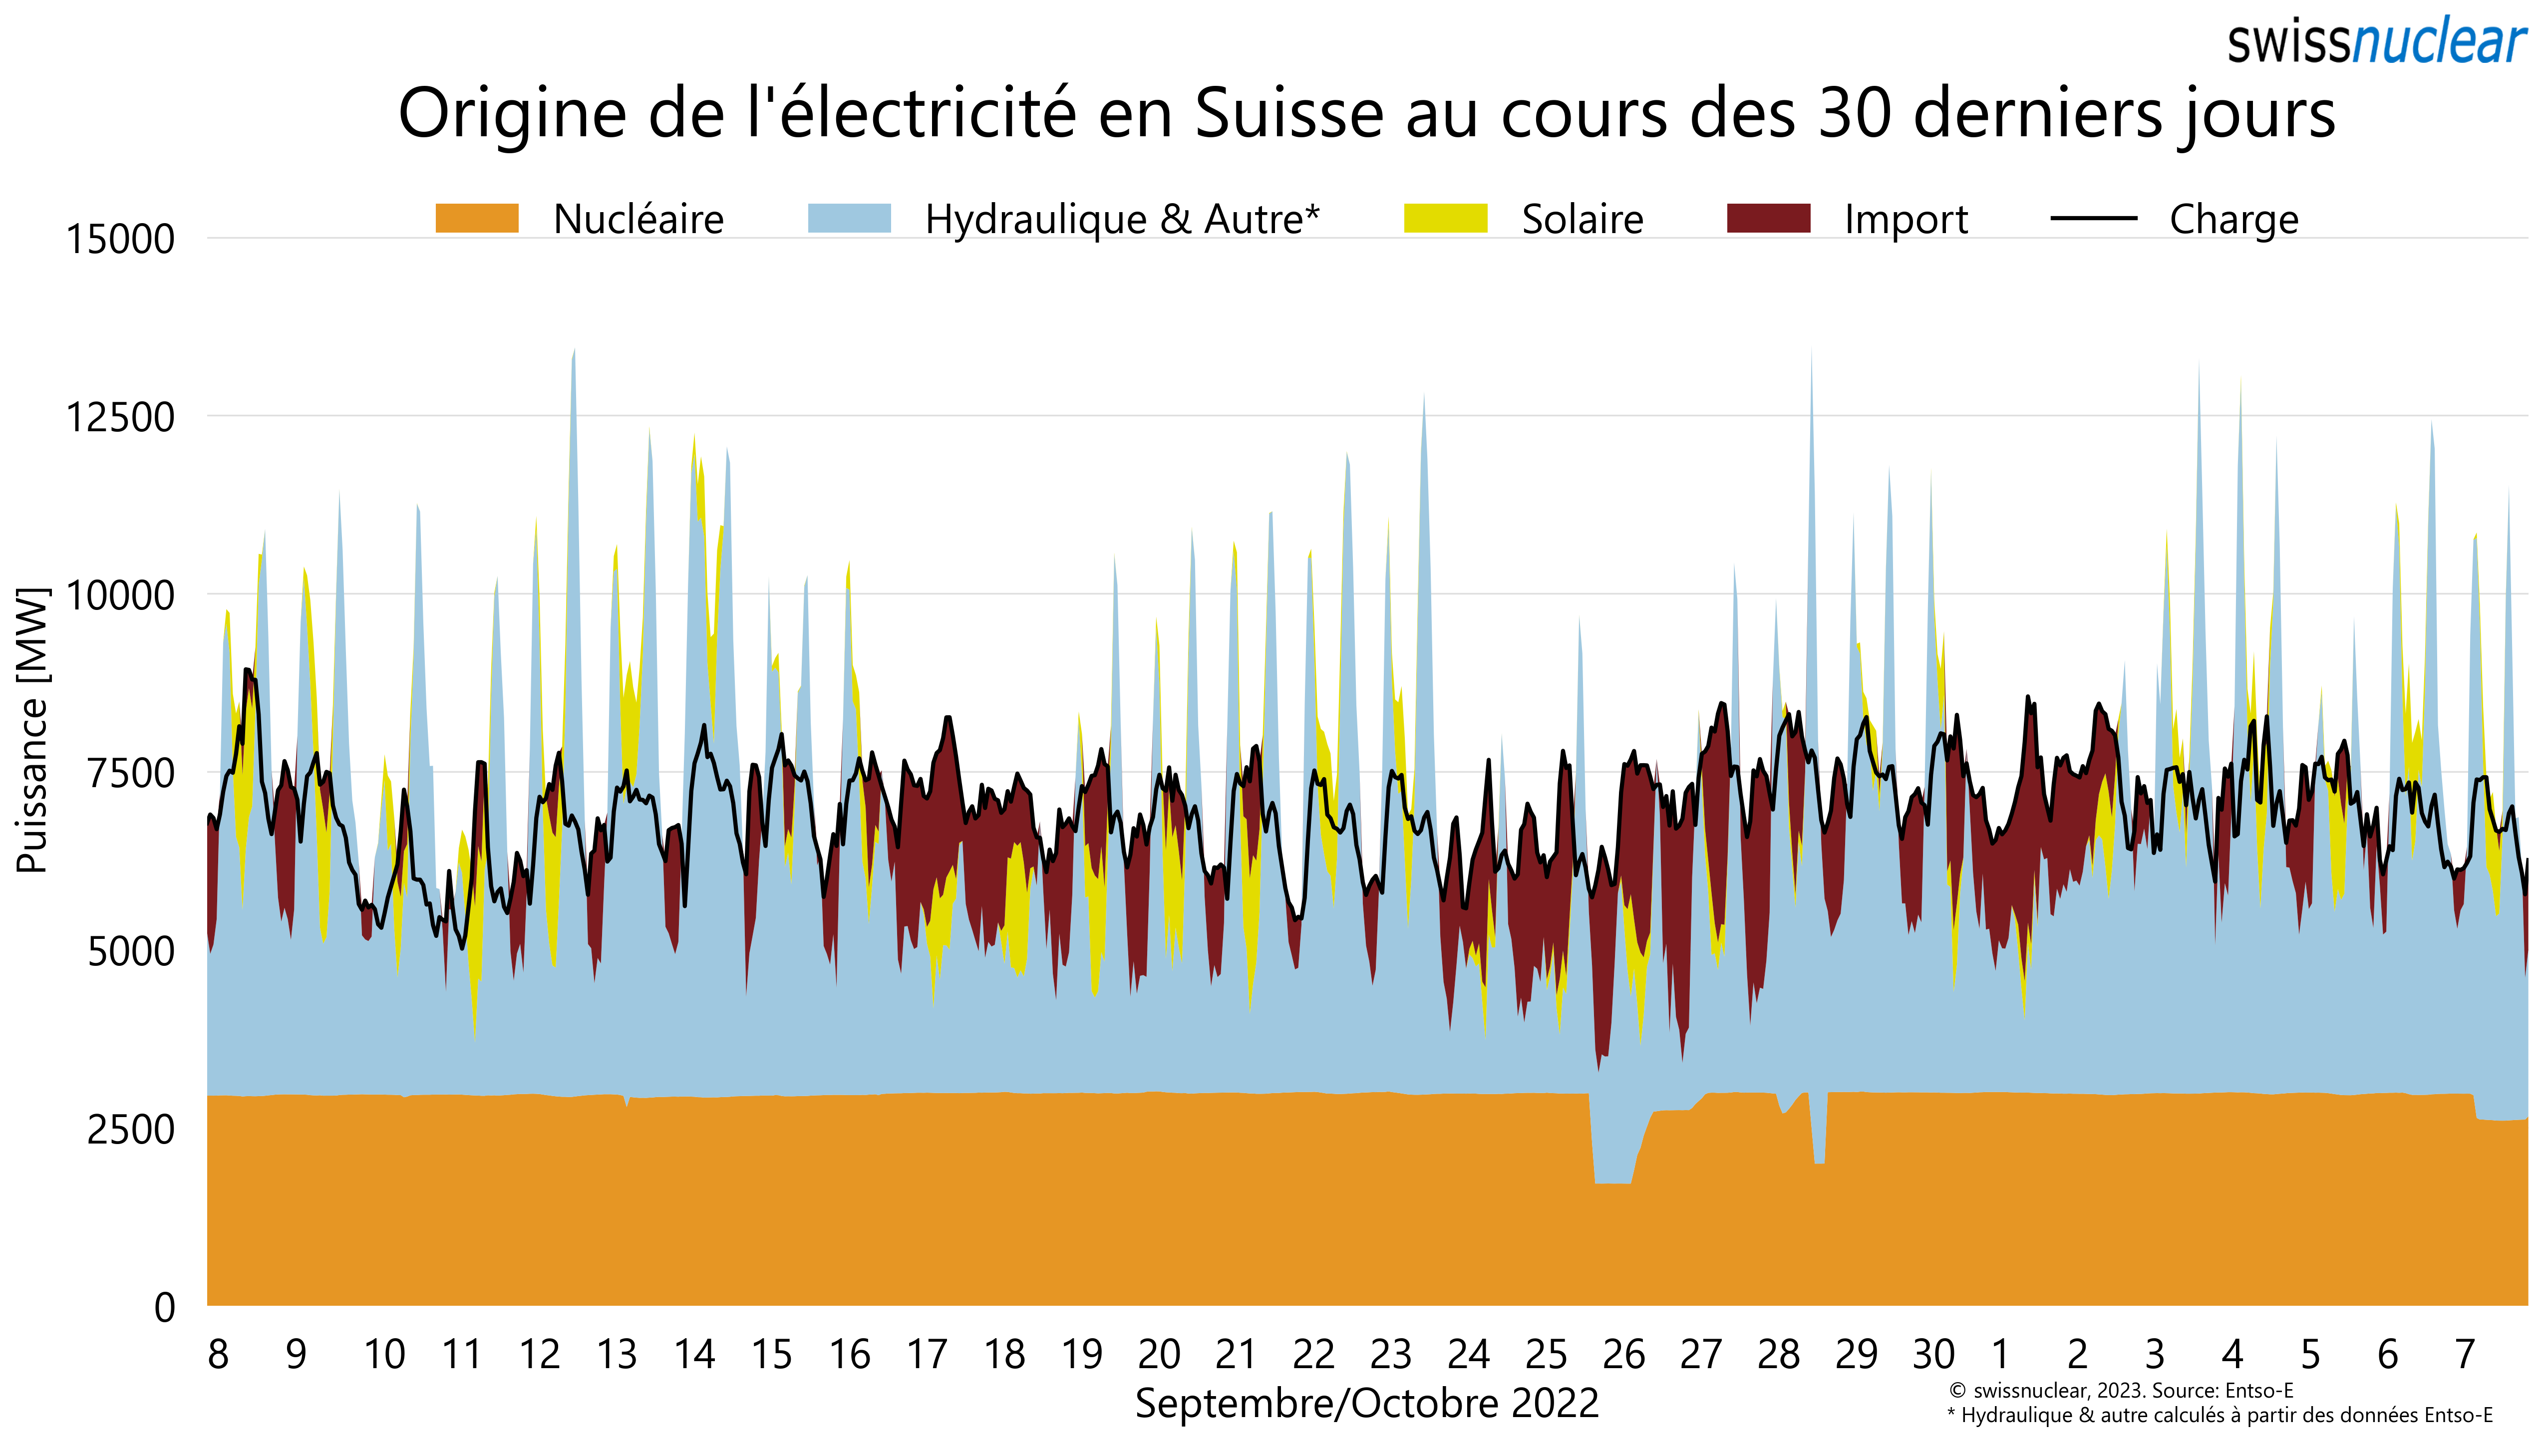 swissnuclear
Origine de l'électricité en Suisse au cours des 30 derniers jours
Nucléaire Hydraulique & Autre* Solaire Import Charge
15000
12500
10000
7500
5000
2500
0
Puissance [MW]
8 9 10 11 12 13 14 15 16 17 18 19 20 21 22 23 24 25 26 27 28 29 30 1 2 3 4 5 6 7
Septembre/Octobre 2022
© swissnuclear, 2023. Source: Entso-E
* Hydraulique & autre calculés à partir des données Entso-E